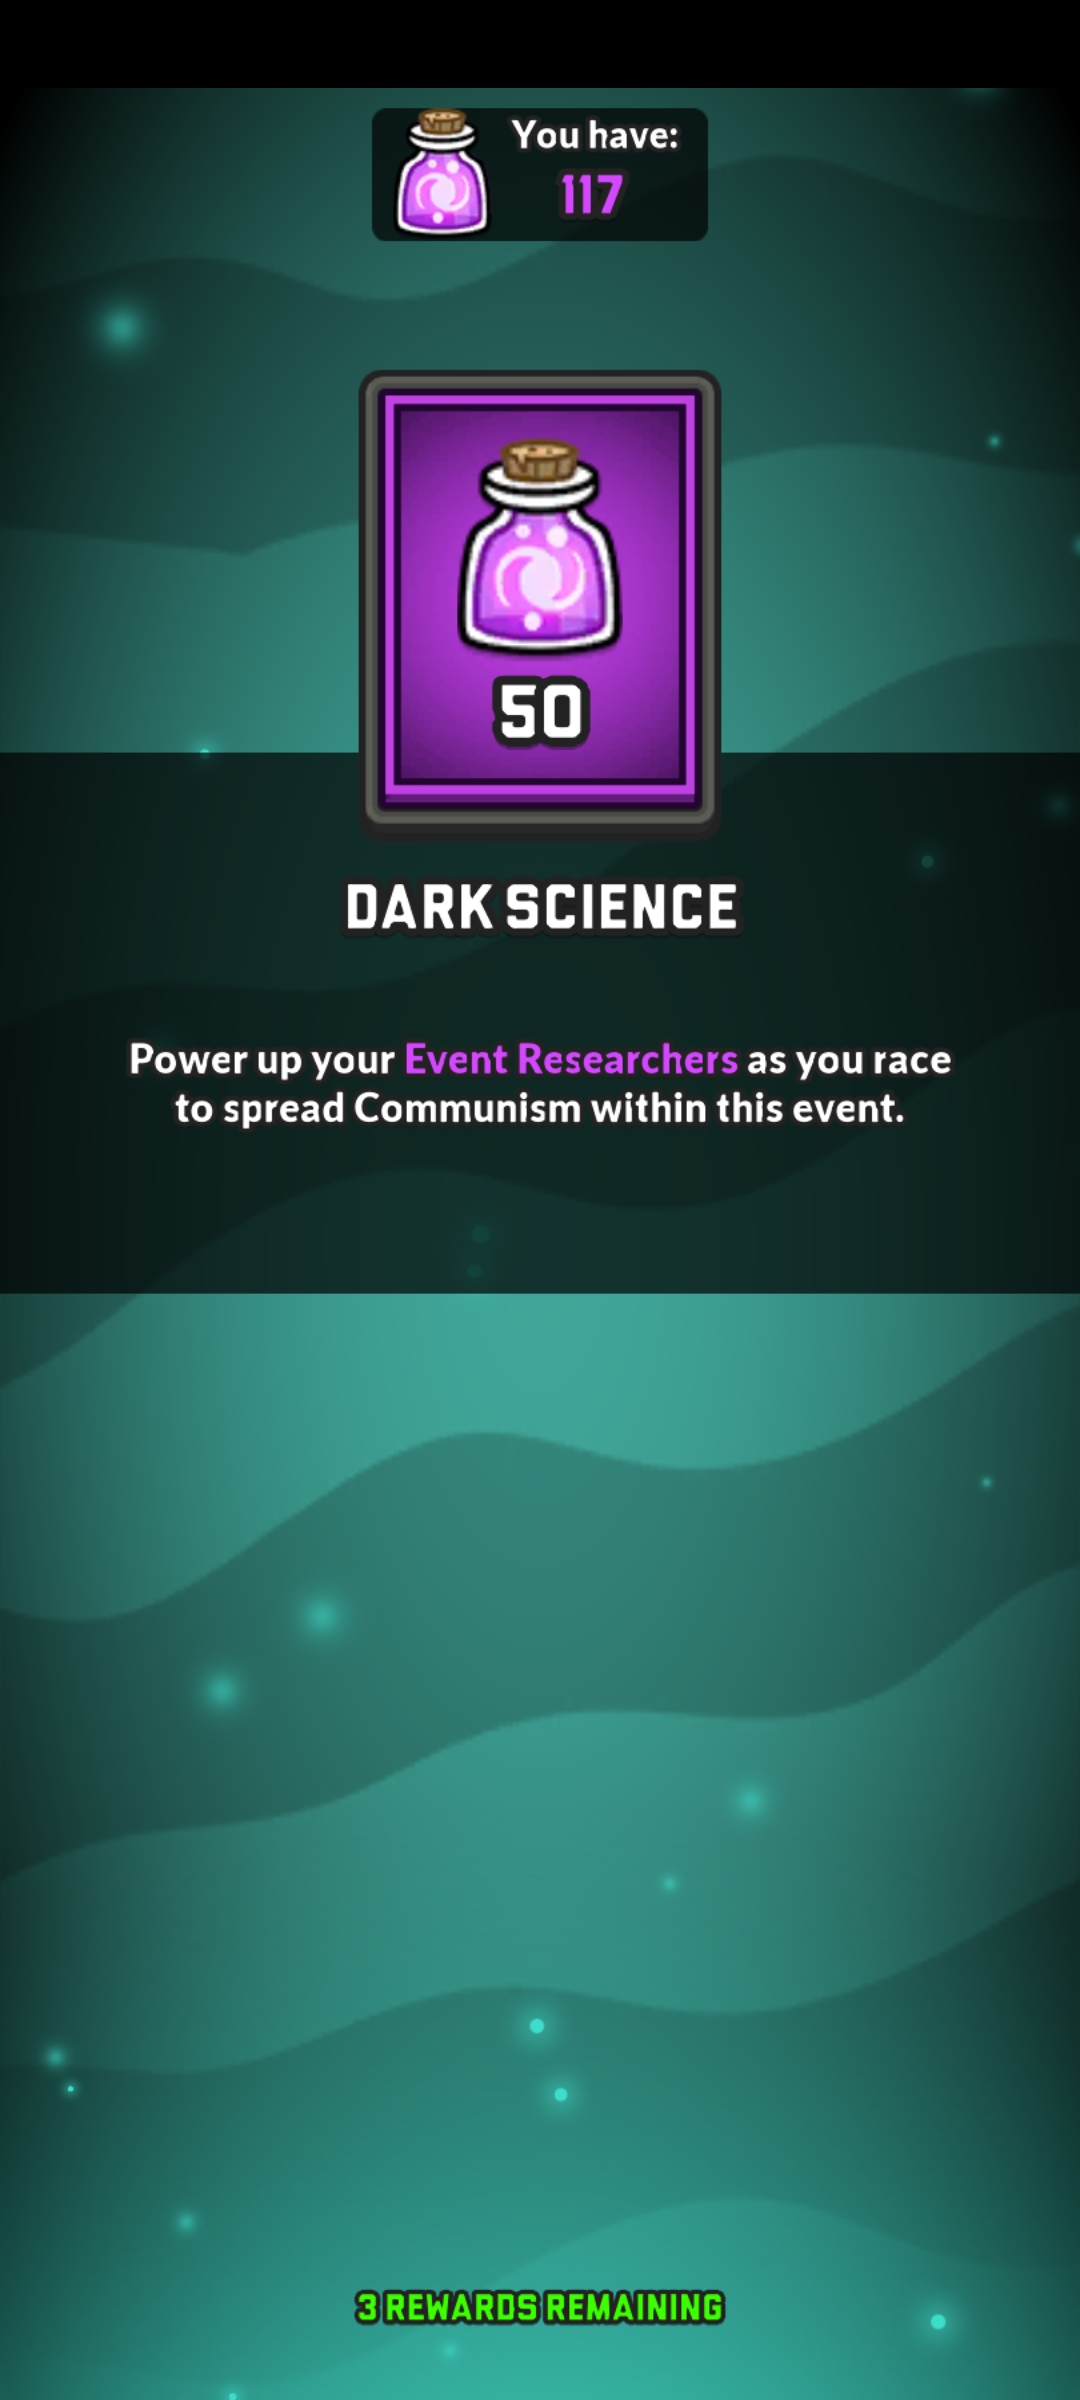 You have:
117
50
DARK SCIENCE
Power up your Event Researchers as you race
to spread Communism within this event.
3 REWARDS REMAINING